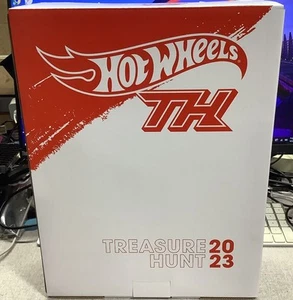 HOT WHEELS
TH
TREASURE 20
HUNT 23